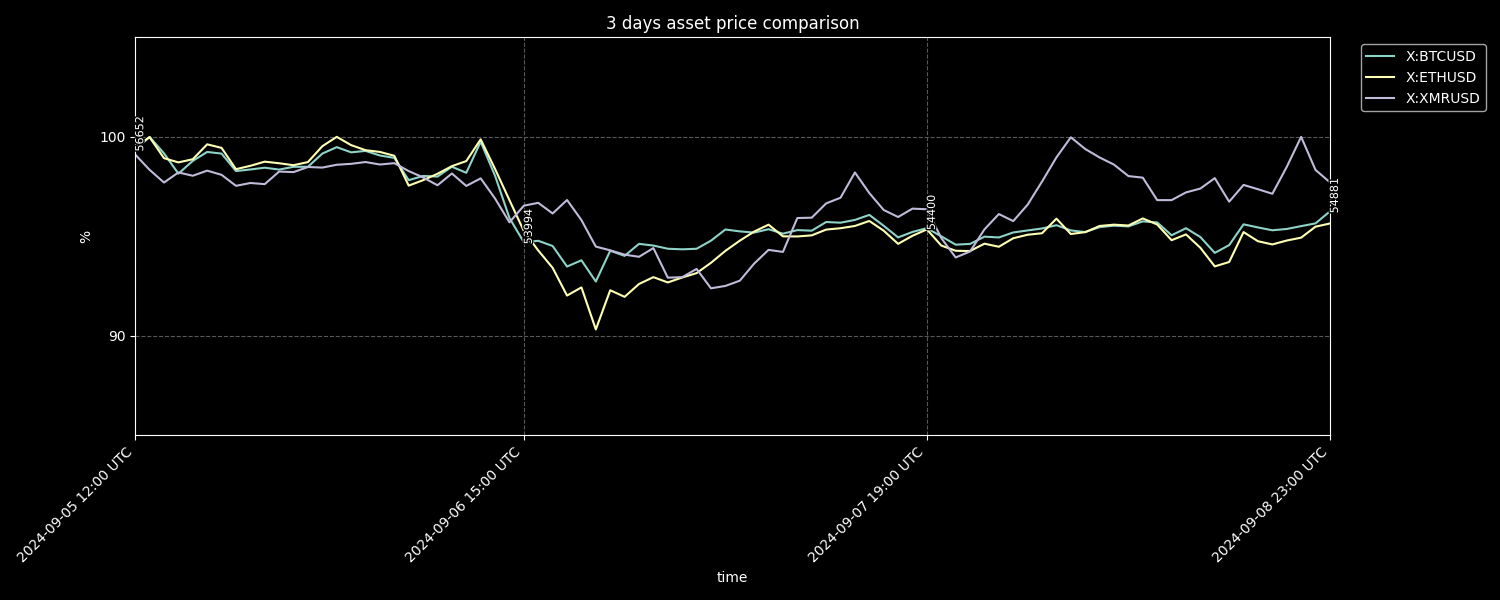 3 days asset price comparison
X:BTCUSD
X:ETHUSD
X:XMRUSD
100
90
%
56652
53994
54400
54881
2024-09-05 12:00 UTC
2024-09-06 15:00 UTC
2024-09-07 19:00 UTC
2024-09-08 23:00 UTC
time